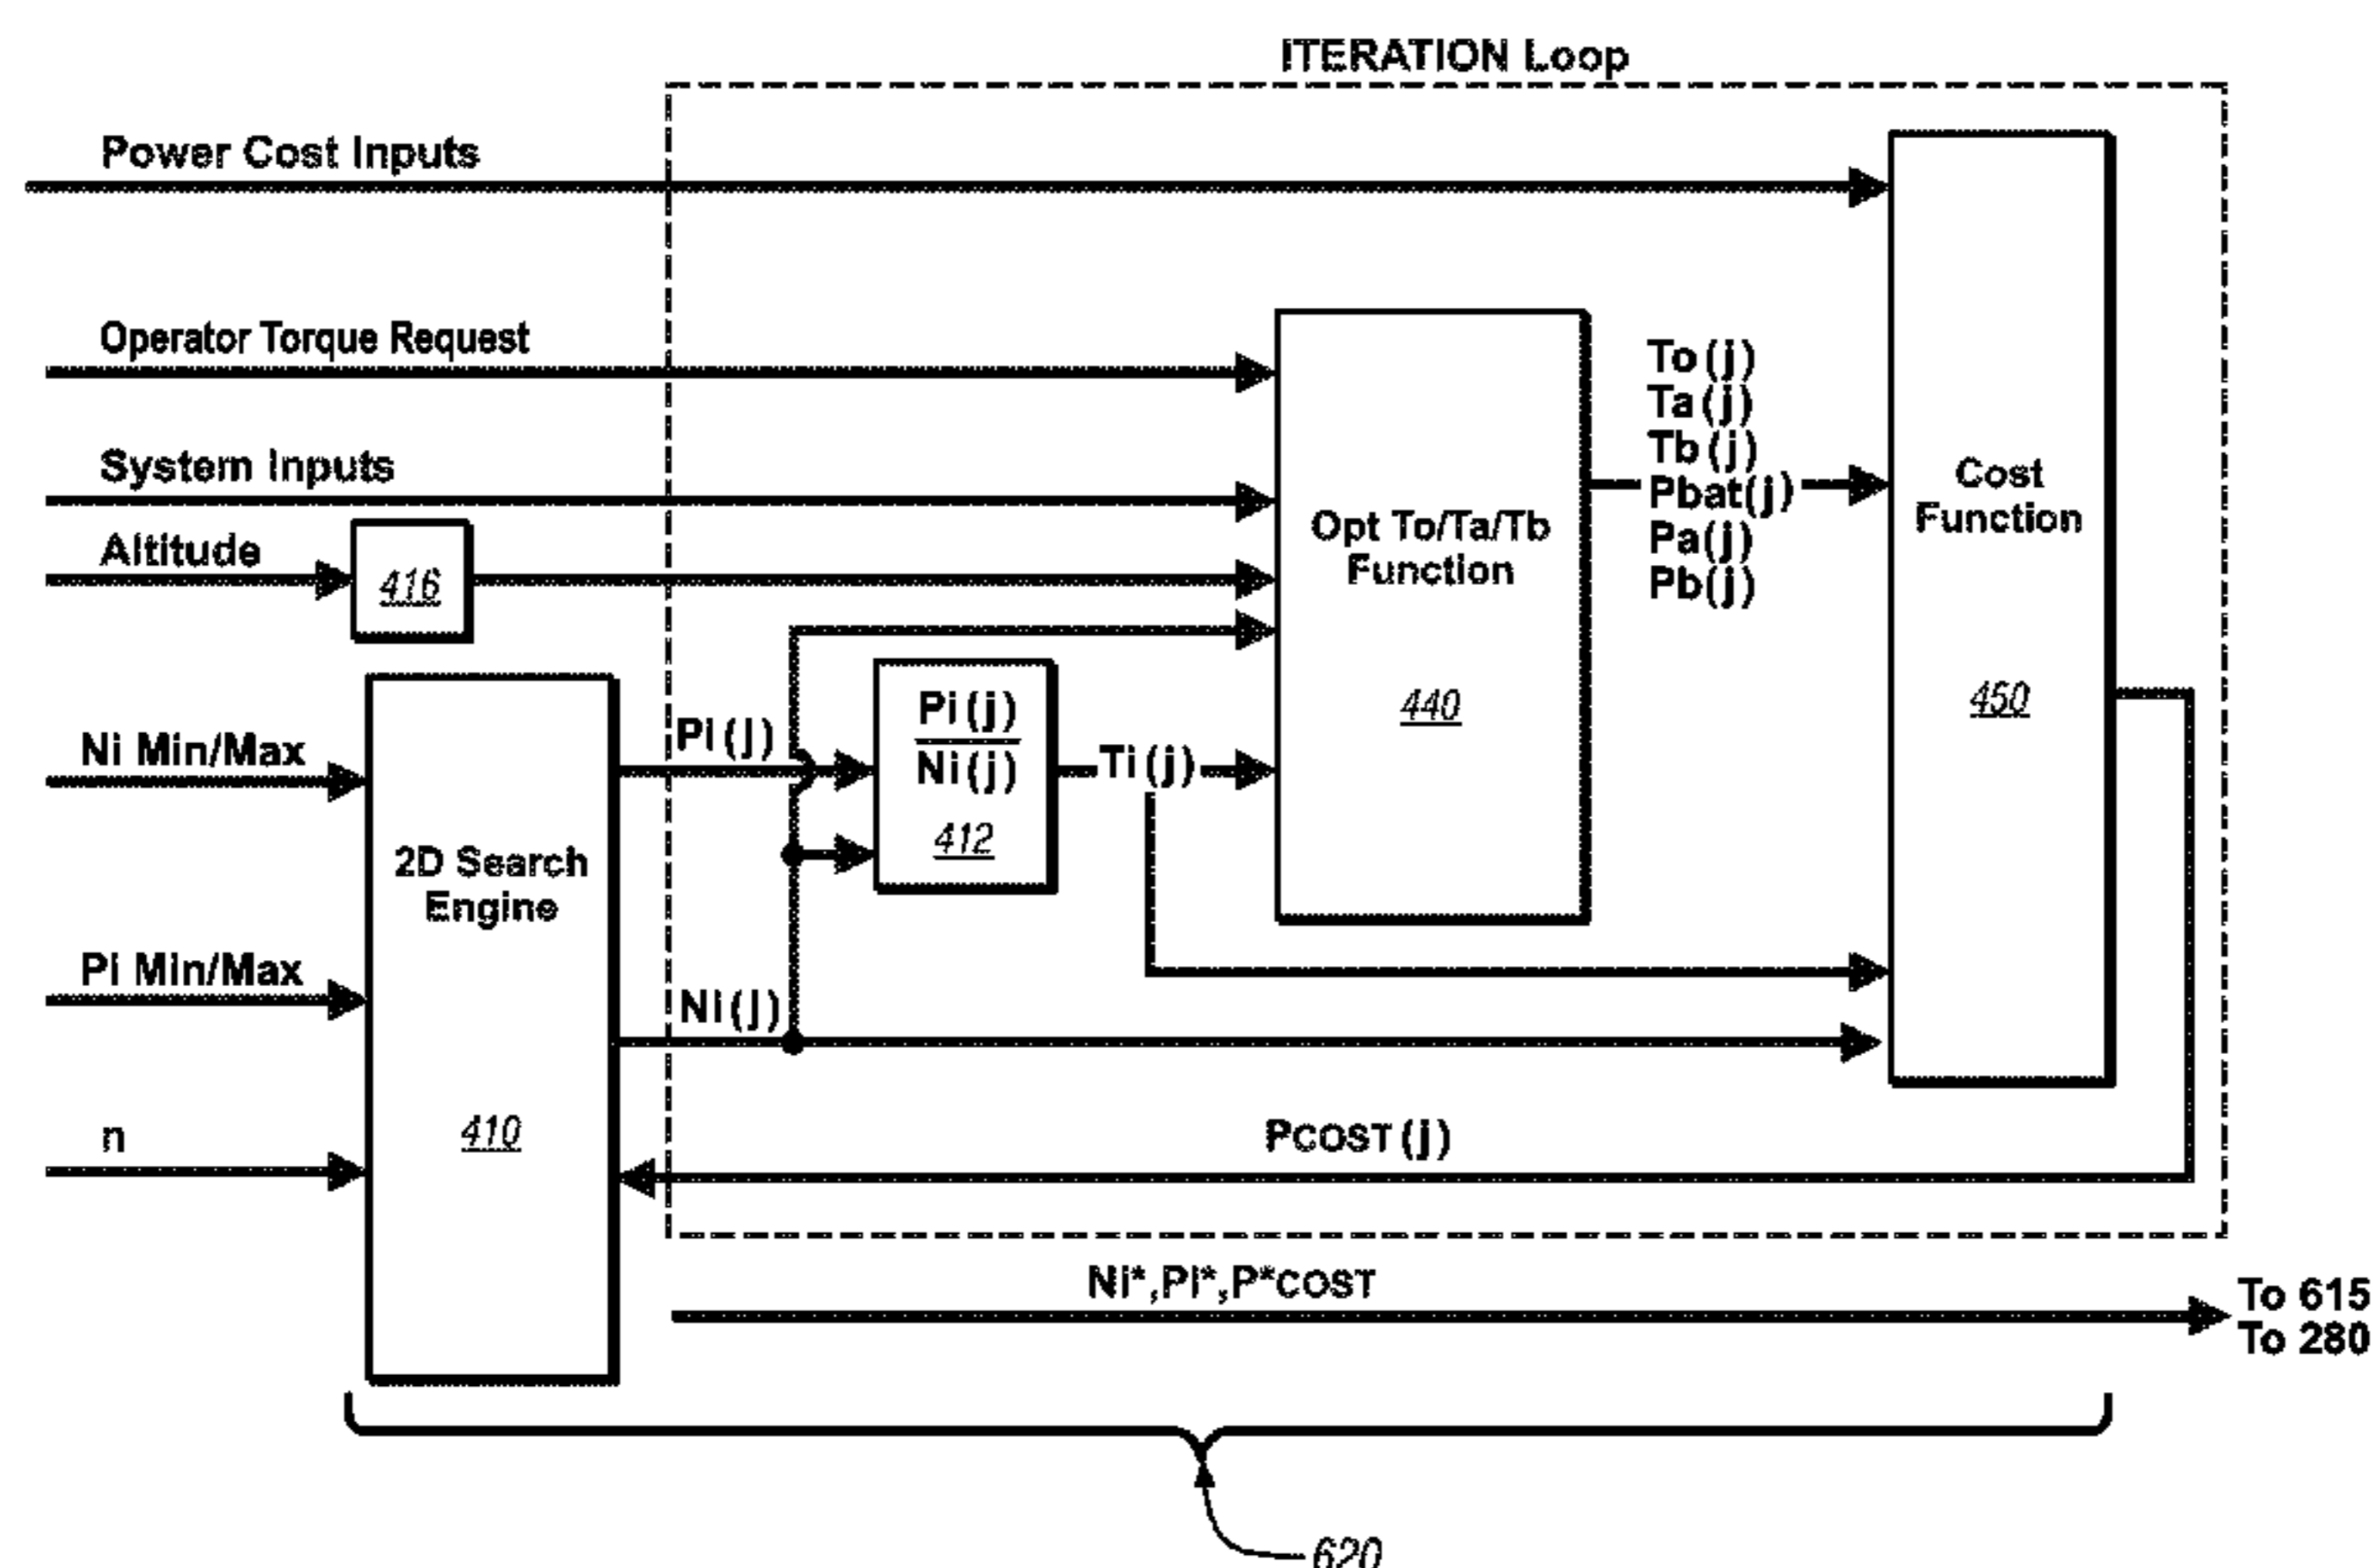 ITERATION Loop
Power Cost Inputs
Operator Torque Request
System Inputs
Altitude
416
Ni Min/Max
Pi Min/Max
n
2D Search
Engine
410
Pi(j)
Ni(j)
Pi(j)
Ni(j)
412
Ti(j)
Opt To/Ta/Tb
Function
440
To(j)
Ta(j)
Tb(j)
Pbat(j)
Pa(j)
Pb(j)
Cost
Function
450
PCOST(j)
Ni*,Pi*,P*COST
To 615
To 280
620